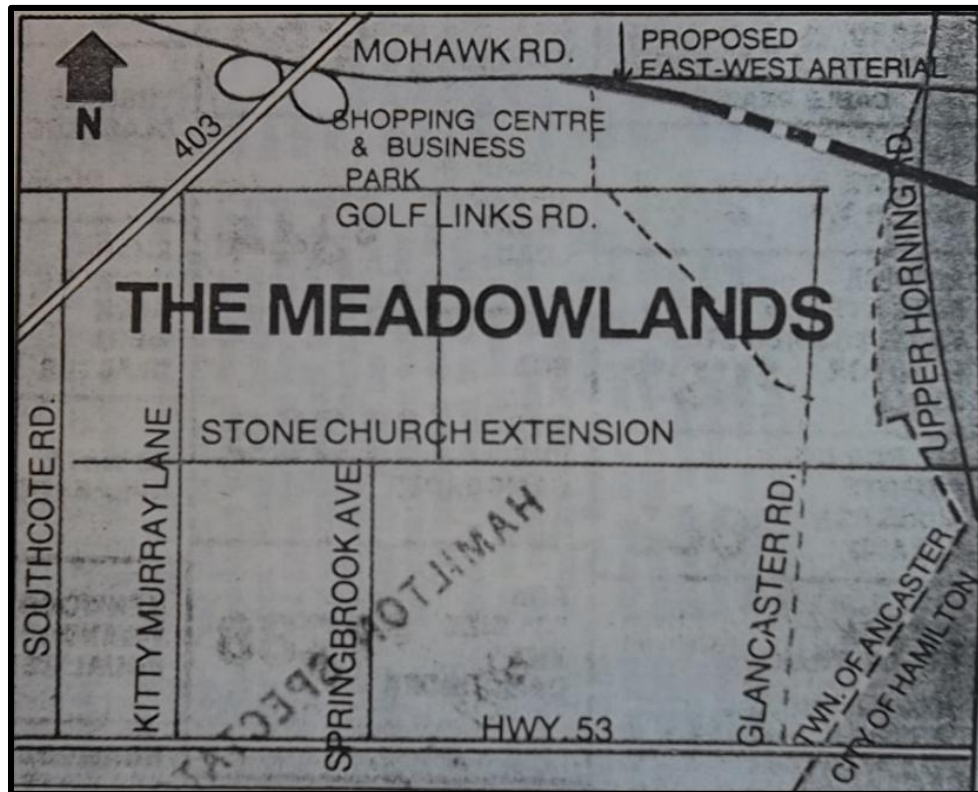 MOHAWK RD.
PROPOSED
EAST-WEST ARTERIAL
N
403
SHOPPING CENTRE
& BUSINESS
PARK
GOLF LINKS RD.
THE MEADOWLANDS
UPPER HORNING RD.
STONE CHURCH EXTENSION
SOUTHCOTE RD.
KITTY MURRAY LANE
SPRINGBROOK AVE.
HAMILTON SPECTAT
GLANCASTER RD.
TWN. OF ANCASTER
CITY OF HAMILTON
HWY. 53